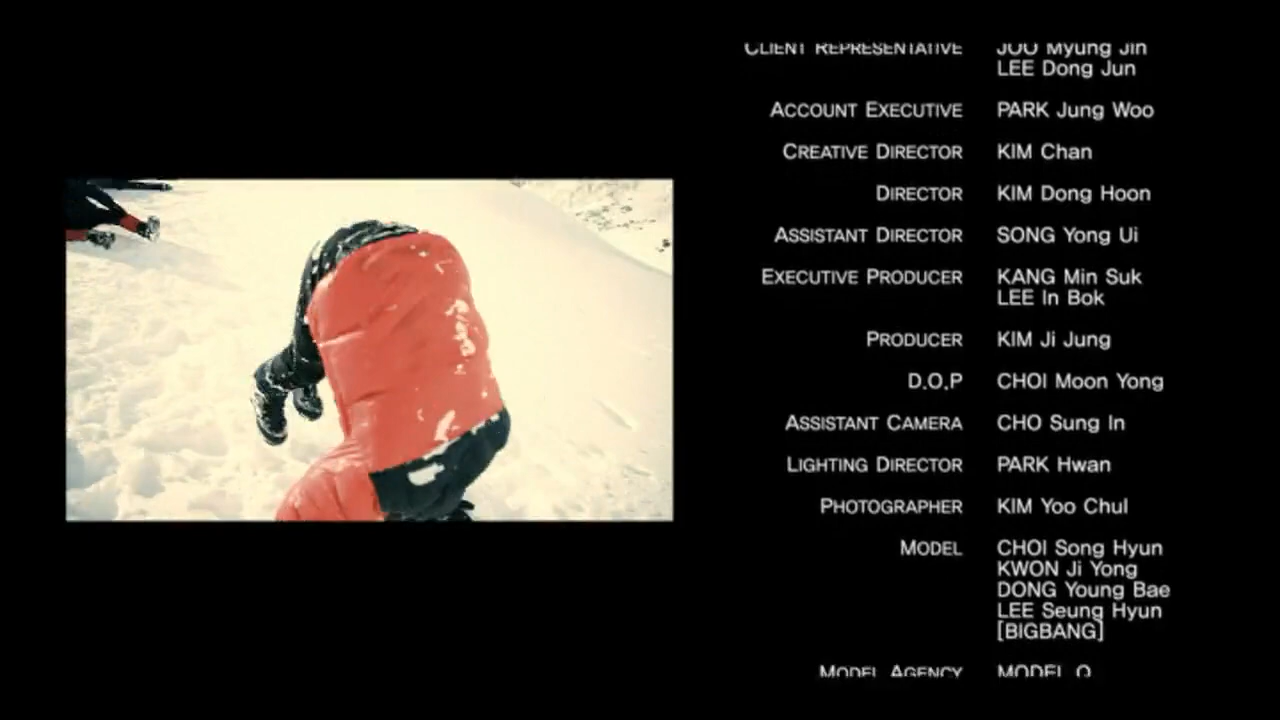 CLIENT REPRESENTATIVE JOO Myung Jin
LEE Dong Jun
ACCOUNT EXECUTIVE PARK Jung Woo
CREATIVE DIRECTOR KIM Chan
DIRECTOR KIM Dong Hoon
ASSISTANT DIRECTOR SONG Yong Ui
EXECUTIVE PRODUCER KANG Min Suk
LEE In Bok
PRODUCER KIM Ji Jung
D.O.P CHOI Moon Yong
ASSISTANT CAMERA CHO Sung In
LIGHTING DIRECTOR PARK Hwan
PHOTOGRAPHER KIM Yoo Chul
MODEL CHOI Song Hyun
KWON Ji Yong
DONG Young Bae
LEE Seung Hyun
[BIGBANG]
MODEL AGENCY MODEL